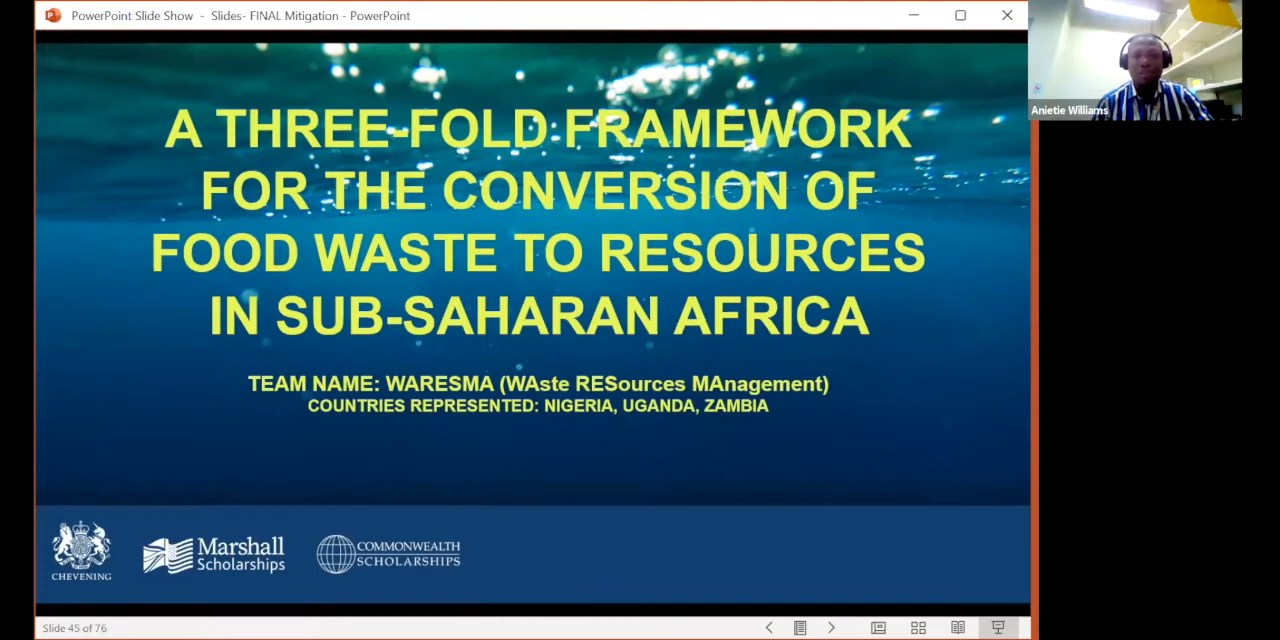 PowerPoint Slide Show - Slides- FINAL Mitigation - PowerPoint
Anietie Williams
A THREE-FOLD FRAMEWORK
FOR THE CONVERSION OF
FOOD WASTE TO RESOURCES
IN SUB-SAHARAN AFRICA
TEAM NAME: WARESMA (WAste RESources MAnagement)
COUNTRIES REPRESENTED: NIGERIA, UGANDA, ZAMBIA
CHEVENING
Marshall
Scholarships
COMMONWEALTH
SCHOLARSHIPS
Slide 45 of 76